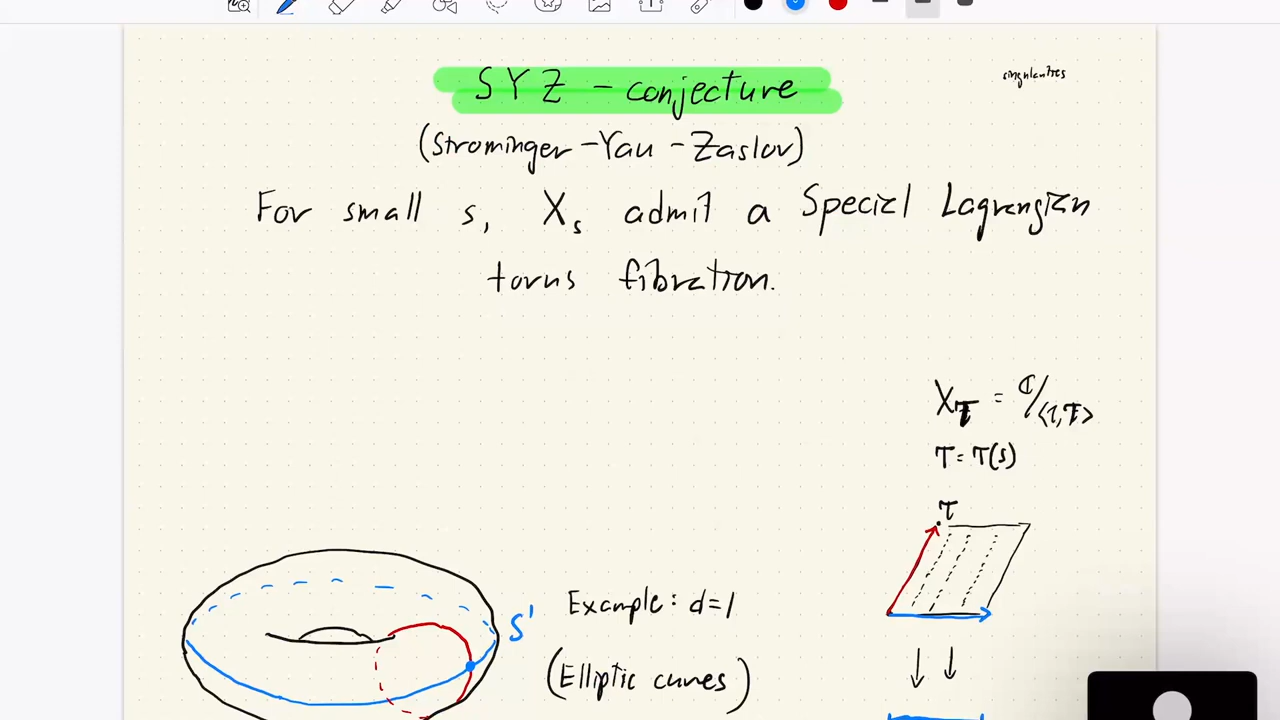 SYZ - conjecture
singularities
(Strominger-Yau-Zaslov)
For small s, X_s admit a Special Lagrangian
torus fibration.
X_τ = ℂ/⟨1,τ⟩
τ = τ(s)
τ
Example: d=1
S¹
(Elliptic curves)